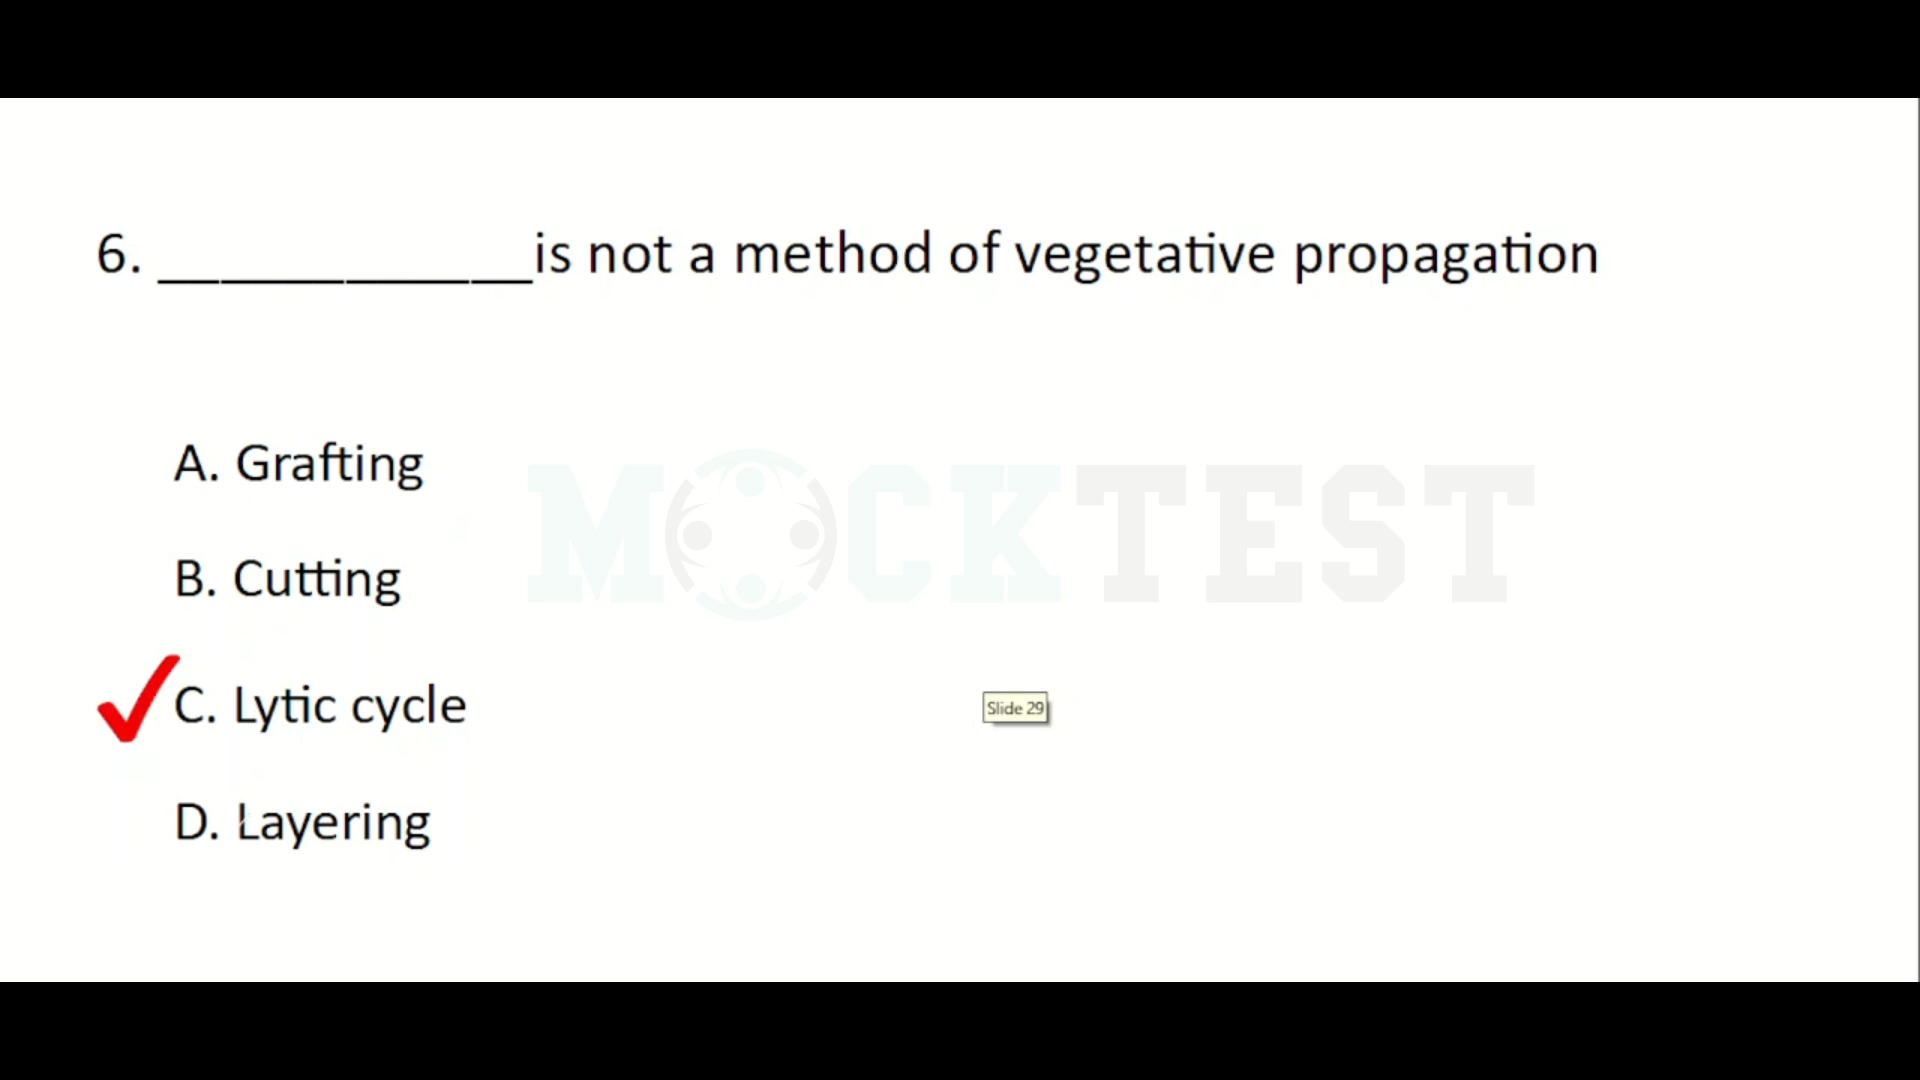 6. ____________is not a method of vegetative propagation
A. Grafting
B. Cutting
MOCKTEST
C. Lytic cycle
Slide 29
D. Layering